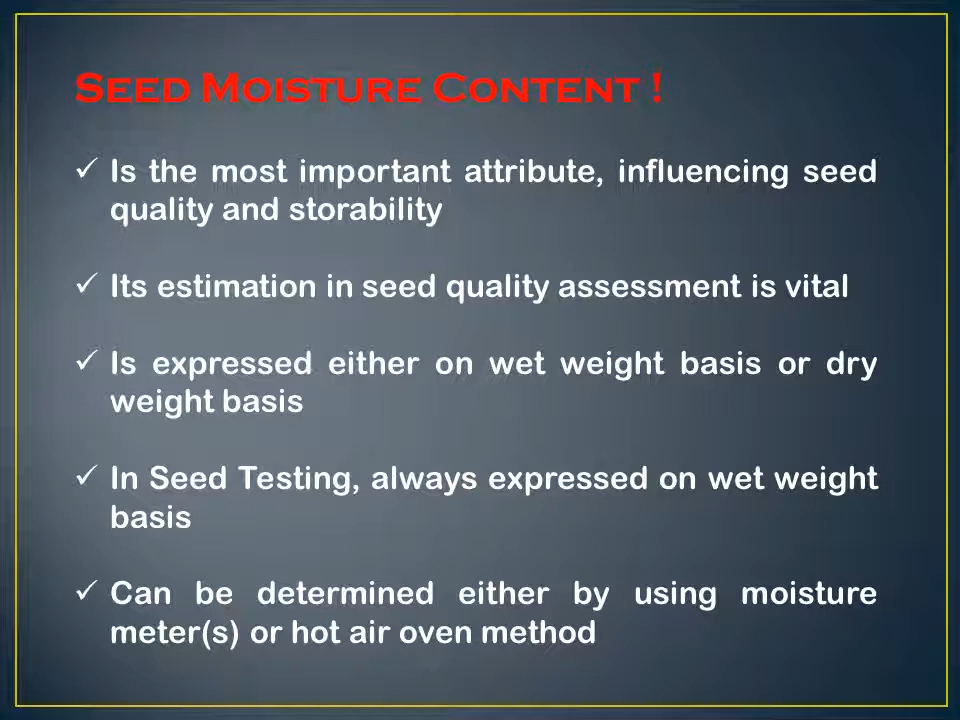 Seed Moisture Content !
✓ Is the most important attribute, influencing seed
quality and storability
✓ Its estimation in seed quality assessment is vital
✓ Is expressed either on wet weight basis or dry
weight basis
✓ In Seed Testing, always expressed on wet weight
basis
✓ Can be determined either by using moisture
meter(s) or hot air oven method